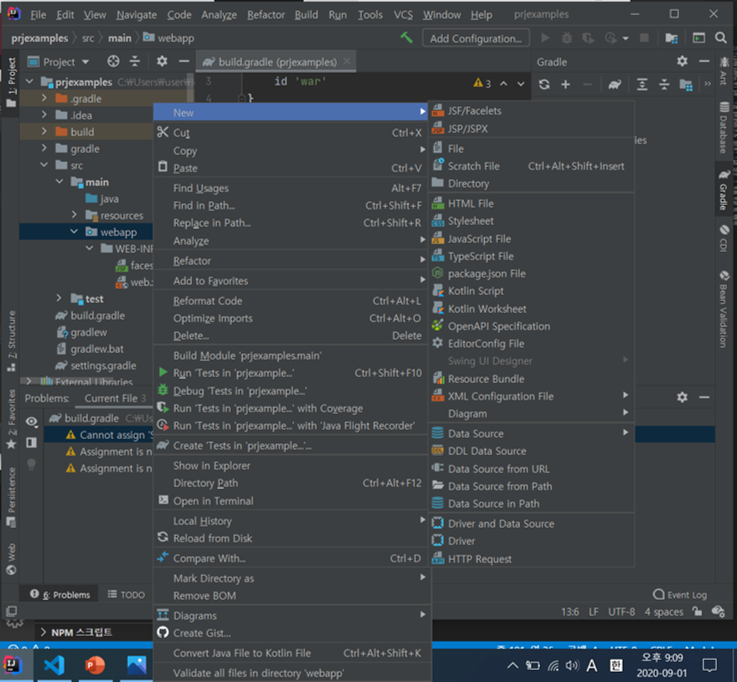 File Edit View Navigate Code Analyze Refactor Build Run Tools VCS Window Help prjexamples
prjexamples src main webapp
Add Configuration...
Project
build.gradle (prjexamples)
Gradle
1: Project
3 id 'war'
4 }
3
prjexamples C:₩Users₩user₩
.gradle
.idea
build
gradle
src
main
java
resources
webapp
WEB-INF
faces
web.
test
build.gradle
gradlew
gradlew.bat
settings.gradle
External Libraries
New
Cut Ctrl+X
Copy
Paste Ctrl+V
Find Usages Alt+F7
Find in Path... Ctrl+Shift+F
Replace in Path... Ctrl+Shift+R
Analyze
Refactor
Add to Favorites
Reformat Code Ctrl+Alt+L
Optimize Imports Ctrl+Alt+O
Delete... Delete
Build Module 'prjexamples.main'
Run 'Tests in 'prjexample...'' Ctrl+Shift+F10
Debug 'Tests in 'prjexample...''
Run 'Tests in 'prjexample...'' with Coverage
Run 'Tests in 'prjexample...'' with 'Java Flight Recorder'
Create 'Tests in 'prjexample...''...
Show in Explorer
Directory Path Ctrl+Alt+F12
Open in Terminal
Local History
Reload from Disk
Compare With... Ctrl+D
Mark Directory as
Remove BOM
Diagrams
Create Gist...
Convert Java File to Kotlin File Ctrl+Alt+Shift+K
Validate all files in directory 'webapp'
JSF/Facelets
JSP/JSPX
File
Scratch File Ctrl+Alt+Shift+Insert
Directory
HTML File
Stylesheet
JavaScript File
TypeScript File
package.json File
Kotlin Script
Kotlin Worksheet
OpenAPI Specification
EditorConfig File
Swing UI Designer
Resource Bundle
XML Configuration File
Diagram
Data Source
DDL Data Source
Data Source from URL
Data Source from Path
Data Source in Path
Driver and Data Source
Driver
HTTP Request
Ant
Database
Gradle
CDI
Bean Validation
7: Structure
2: Favorites
Persistence
Web
Problems: Current File 3
build.gradle C:₩Us
Cannot assign 'S
Assignment is n
Assignment is n
6: Problems TODO
Event Log
13:6 LF UTF-8 4 spaces
NPM 스크립트
A 한
오후 9:09
2020-09-01